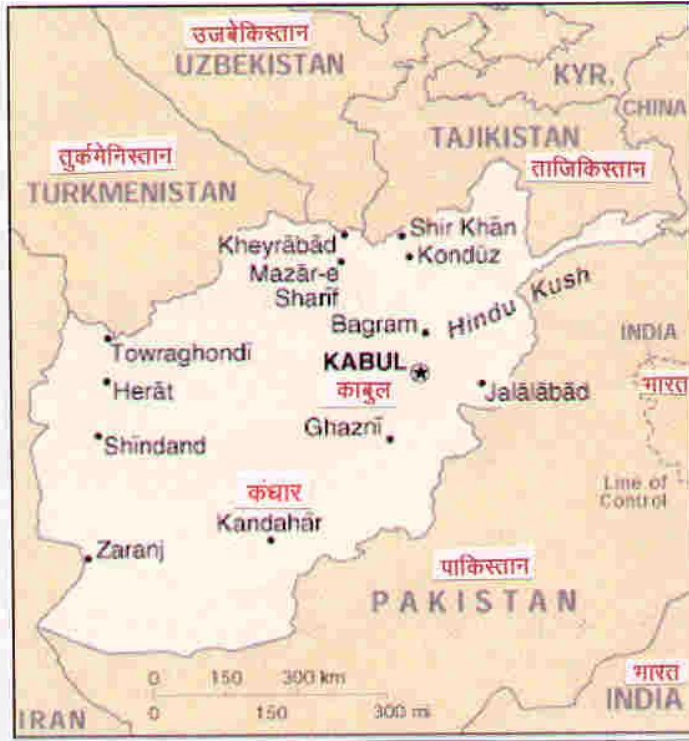 उजबेकिस्तान
UZBEKISTAN
KYR.
CHINA
TAJIKISTAN
तुर्कमेनिस्तान
ताजिकिस्तान
TURKMENISTAN
Shir Khān
Kheyrābād
Kondūz
Mazār-e
Sharīf
Hindu Kush
Bagram
INDIA
Towraghondī
KABUL
Herāt
काबुल
Jalālābād
भारत
Ghaznī
Shīndand
Line of
Control
कंधार
Kandahār
Zaranj
पाकिस्तान
PAKISTAN
0 150 300 km
भारत
INDIA
0 150 300 mi
IRAN